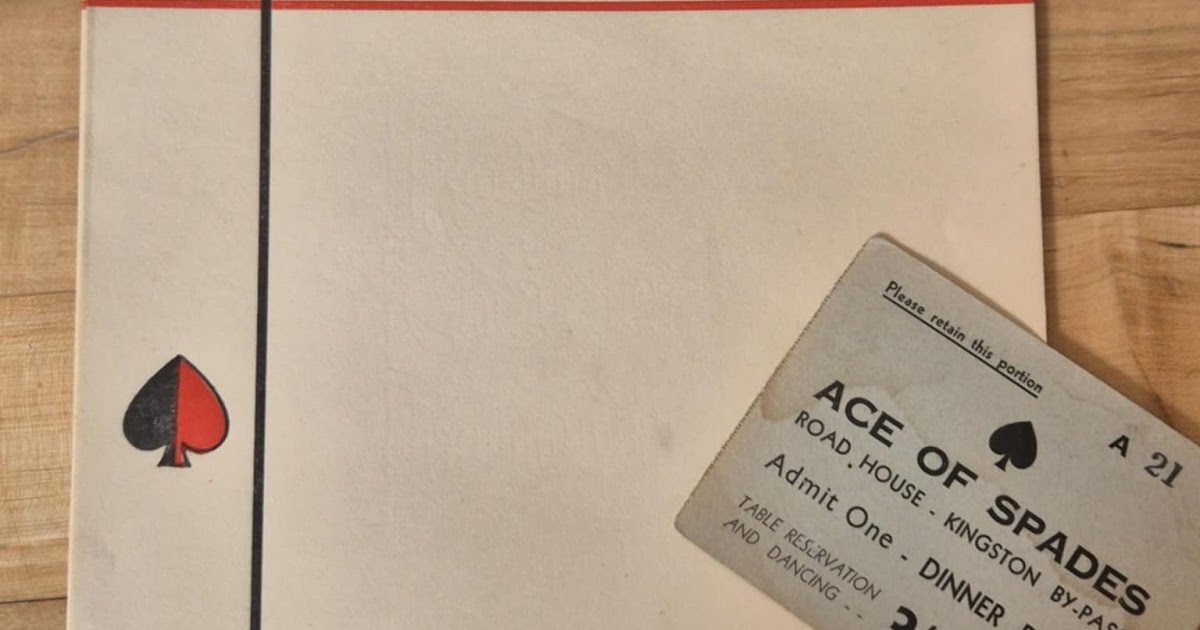 Please retain this portion
A 21
ACE OF SPADES
ROAD HOUSE - KINGSTON BY-PAS
Admit One - DINNER
TABLE RESERVATION
AND DANCING - -